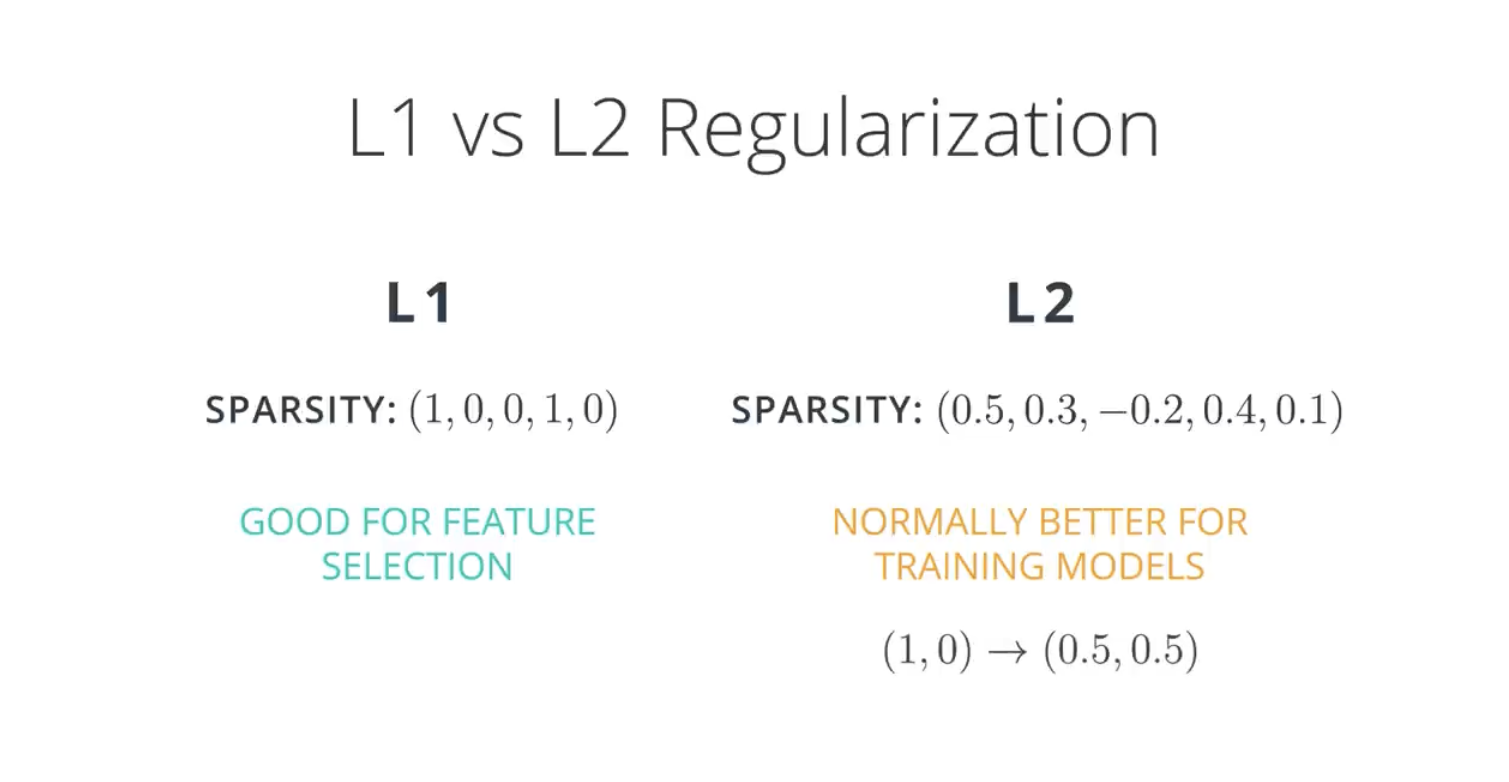 L1 vs L2 Regularization
L1
SPARSITY: (1, 0, 0, 1, 0)
GOOD FOR FEATURE
SELECTION
L2
SPARSITY: (0.5, 0.3, −0.2, 0.4, 0.1)
NORMALLY BETTER FOR
TRAINING MODELS
(1, 0) → (0.5, 0.5)